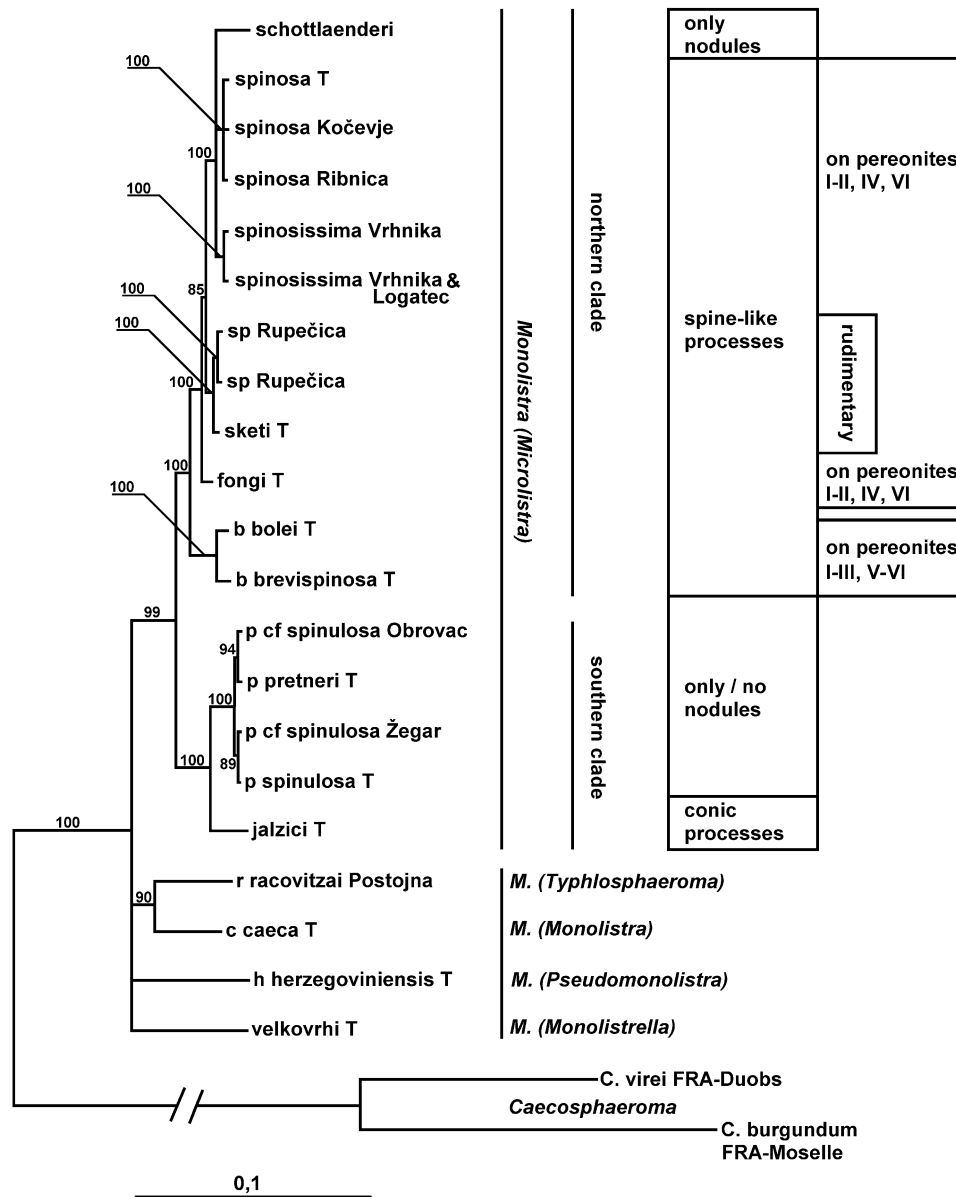 schottlaenderi
spinosa T
spinosa Kočevje
spinosa Ribnica
spinosissima Vrhnika
spinosissima Vrhnika &
Logatec
sp Rupečica
sp Rupečica
sketi T
fongi T
b bolei T
b brevispinosa T
p cf spinulosa Obrovac
p pretneri T
p cf spinulosa Žegar
p spinulosa T
jalzici T
r racovitzai Postojna
c caeca T
h herzegoviniensis T
velkovrhi T
C. virei FRA-Duobs
Caecosphaeroma
C. burgundum
FRA-Moselle
100
100
100
85
100
100
100
100
100
99
94
100
89
100
100
90
0,1
Monolistra (Microlistra)
M. (Typhlosphaeroma)
M. (Monolistra)
M. (Pseudomonolistra)
M. (Monolistrella)
northern clade
southern clade
only
nodules
spine-like
processes
only / no
nodules
conic
processes
on pereonites
I-II, IV, VI
rudimentary
on pereonites
I-II, IV, VI
on pereonites
I-III, V-VI